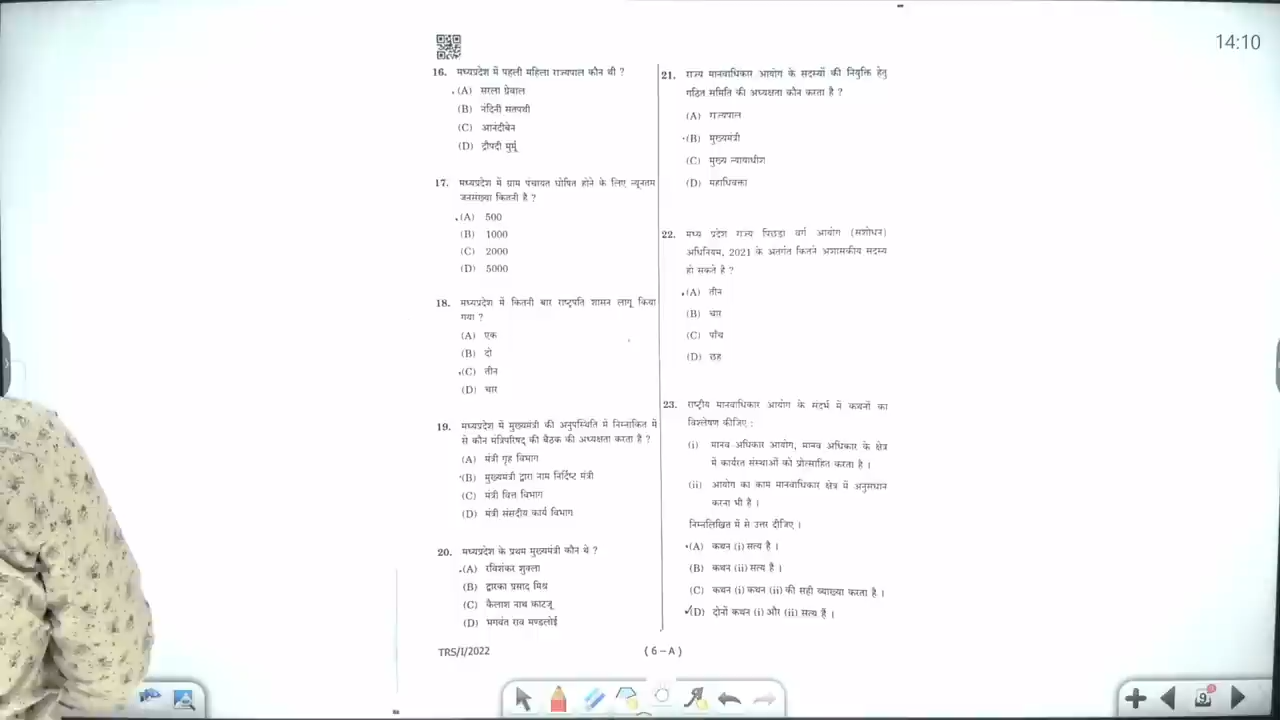 14:10
16. मध्यप्रदेश में पहली महिला राज्यपाल कौन थी ?
(A) सरला ग्रेवाल
(B) नंदिनी सतपथी
(C) आनंदीबेन
(D) द्रौपदी मुर्मू
17. मध्यप्रदेश में ग्राम पंचायत घोषित होने के लिए न्यूनतम
जनसंख्या कितनी है ?
(A) 500
(B) 1000
(C) 2000
(D) 5000
18. मध्यप्रदेश में कितनी बार राष्ट्रपति शासन लागू किया
गया ?
(A) एक
(B) दो
(C) तीन
(D) चार
19. मध्यप्रदेश में मुख्यमंत्री की अनुपस्थिति में निम्नांकित में
से कौन मंत्रिपरिषद् की बैठक की अध्यक्षता करता है ?
(A) मंत्री गृह विभाग
(B) मुख्यमंत्री द्वारा नाम निर्दिष्ट मंत्री
(C) मंत्री वित्त विभाग
(D) मंत्री संसदीय कार्य विभाग
20. मध्यप्रदेश के प्रथम मुख्यमंत्री कौन थे ?
(A) रविशंकर शुक्ला
(B) द्वारका प्रसाद मिश्र
(C) कैलाश नाथ काटजू
(D) भगवंत राव मण्डलोई
21. राज्य मानवाधिकार आयोग के सदस्यों की नियुक्ति हेतु
गठित समिति की अध्यक्षता कौन करता है ?
(A) राज्यपाल
(B) मुख्यमंत्री
(C) मुख्य न्यायाधीश
(D) महाधिवक्ता
22. मध्य प्रदेश राज्य पिछड़ा वर्ग आयोग (संशोधन)
अधिनियम, 2021 के अंतर्गत कितने अशासकीय सदस्य
हो सकते है ?
(A) तीन
(B) चार
(C) पाँच
(D) छह
23. राष्ट्रीय मानवाधिकार आयोग के संदर्भ में कथनों का
विश्लेषण कीजिए :
(i) मानव अधिकार आयोग, मानव अधिकार के क्षेत्र
में कार्यरत संस्थाओं को प्रोत्साहित करता है ।
(ii) आयोग का काम मानवाधिकार क्षेत्र में अनुसंधान
करना भी है ।
निम्नलिखित में से उत्तर दीजिए ।
(A) कथन (i) सत्य है ।
(B) कथन (ii) सत्य है ।
(C) कथन (i) कथन (ii) की सही व्याख्या करता है ।
(D) दोनों कथन (i) और (ii) सत्य हैं ।
TRS/I/2022
( 6 – A )
9